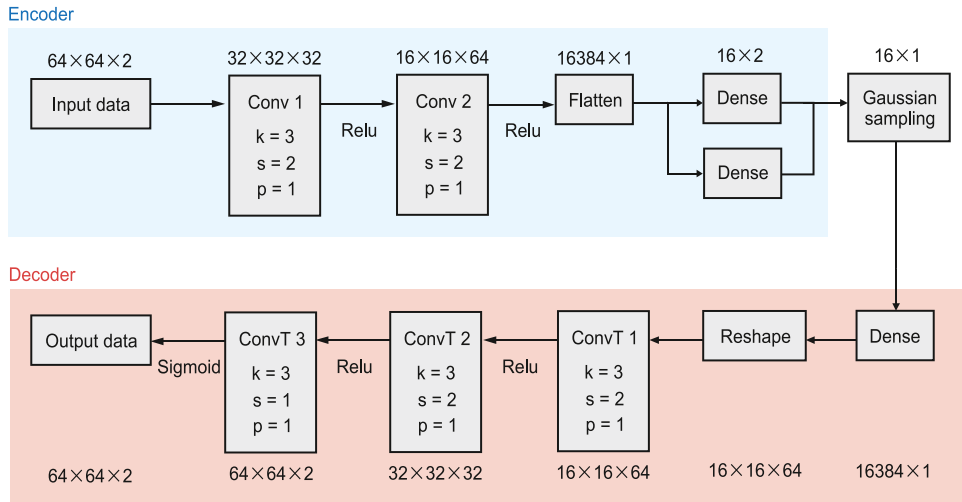 Encoder
64×64×2
32×32×32
16×16×64
16384×1
16×2
16×1
Input data
Conv 1
k = 3
s = 2
p = 1
Relu
Conv 2
k = 3
s = 2
p = 1
Relu
Flatten
Dense
Dense
Gaussian
sampling
Decoder
Output data
Sigmoid
ConvT 3
k = 3
s = 1
p = 1
Relu
ConvT 2
k = 3
s = 2
p = 1
Relu
ConvT 1
k = 3
s = 2
p = 1
Reshape
Dense
64×64×2
64×64×2
32×32×32
16×16×64
16×16×64
16384×1